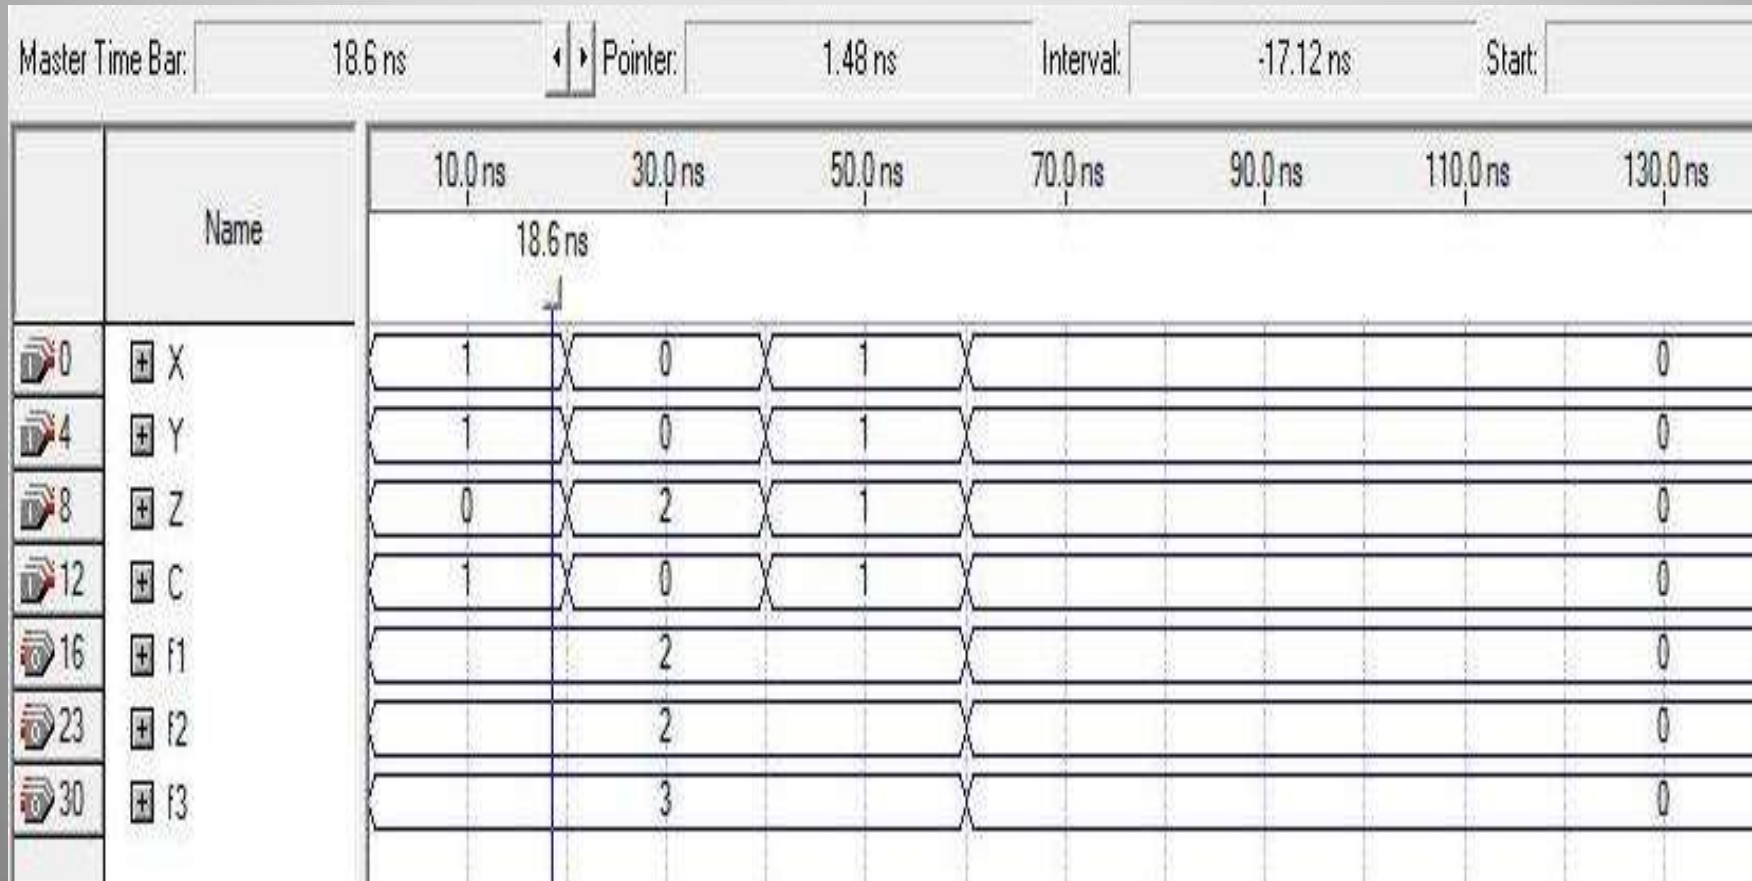 Master Time Bar: 18.6 ns Pointer: 1.48 ns Interval: -17.12 ns Start:
10.0 ns 30.0 ns 50.0 ns 70.0 ns 90.0 ns 110.0 ns 130.0 ns
Name
18.6 ns
0 X 1 0 1 0
4 Y 1 0 1 0
8 Z 0 2 1 0
12 C 1 0 1 0
16 f1 2 0
23 f2 2 0
30 f3 3 0